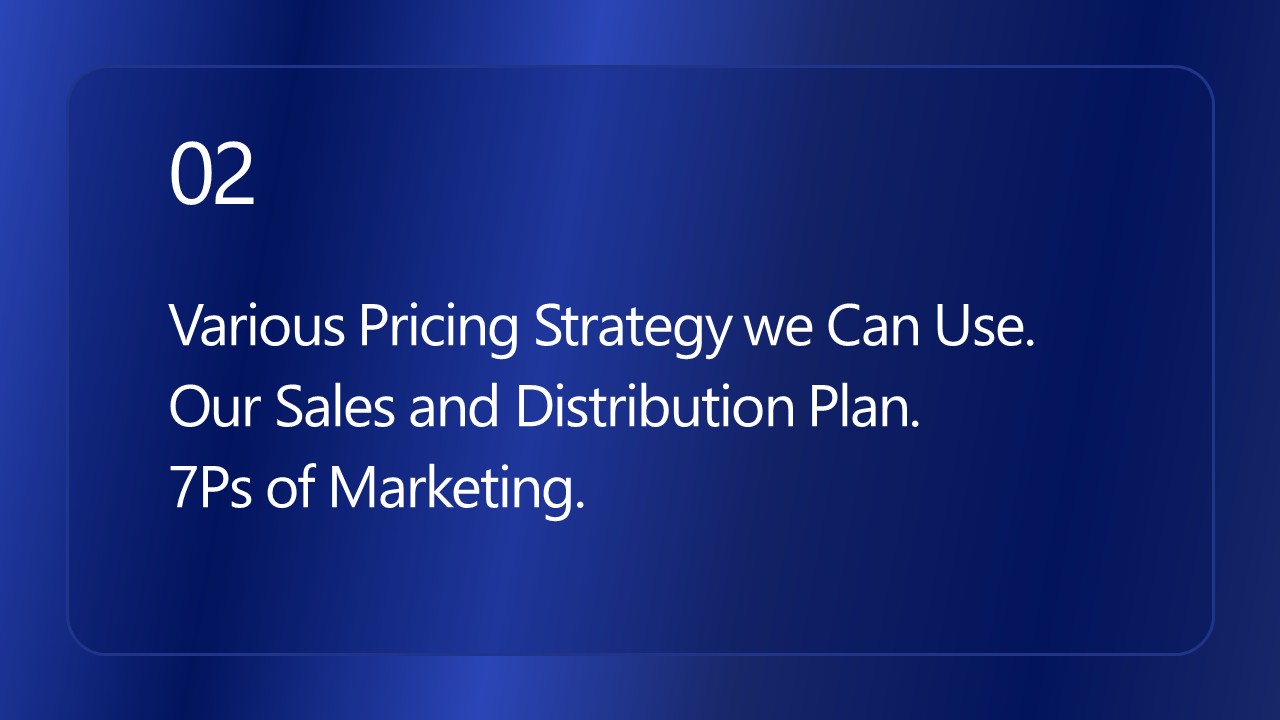 02
Various Pricing Strategy we Can Use.
Our Sales and Distribution Plan.
7Ps of Marketing.